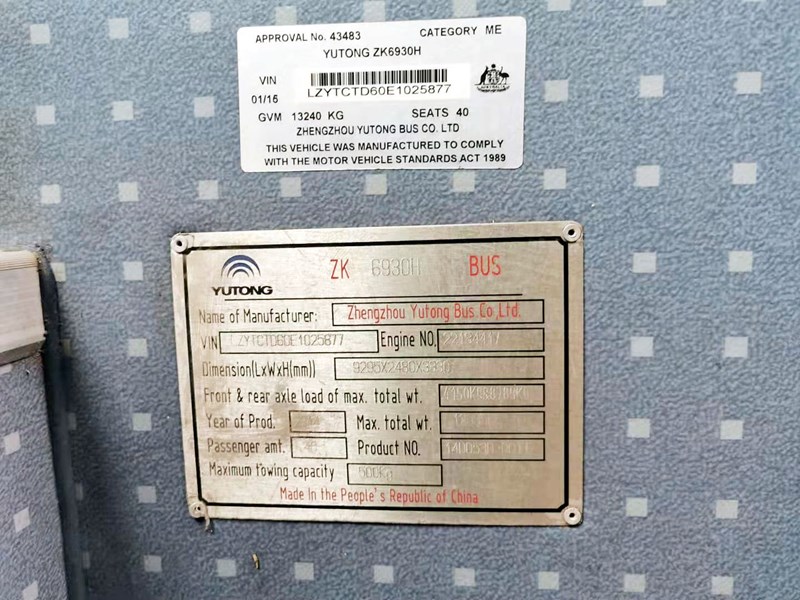 APPROVAL No. 43483 CATEGORY ME
YUTONG ZK6930H
VIN
LZYTCTD60E1025877
01/15
AUSTRALIA
GVM 13240 KG SEATS 40
ZHENGZHOU YUTONG BUS CO. LTD
THIS VEHICLE WAS MANUFACTURED TO COMPLY
WITH THE MOTOR VEHICLE STANDARDS ACT 1989
YUTONG
ZK 6930H BUS
Name of Manufacturer: Zhengzhou Yutong Bus Co.,Ltd.
VIN LZYTCTD60E1025877 Engine NO.
Dimension(LxWxH(mm))
Front & rear axle load of max. total wt.
Year of Prod. Max. total wt.
Passenger amt. Product NO.
Maximum towing capacity 500Kg
Made In the People's Republic of China